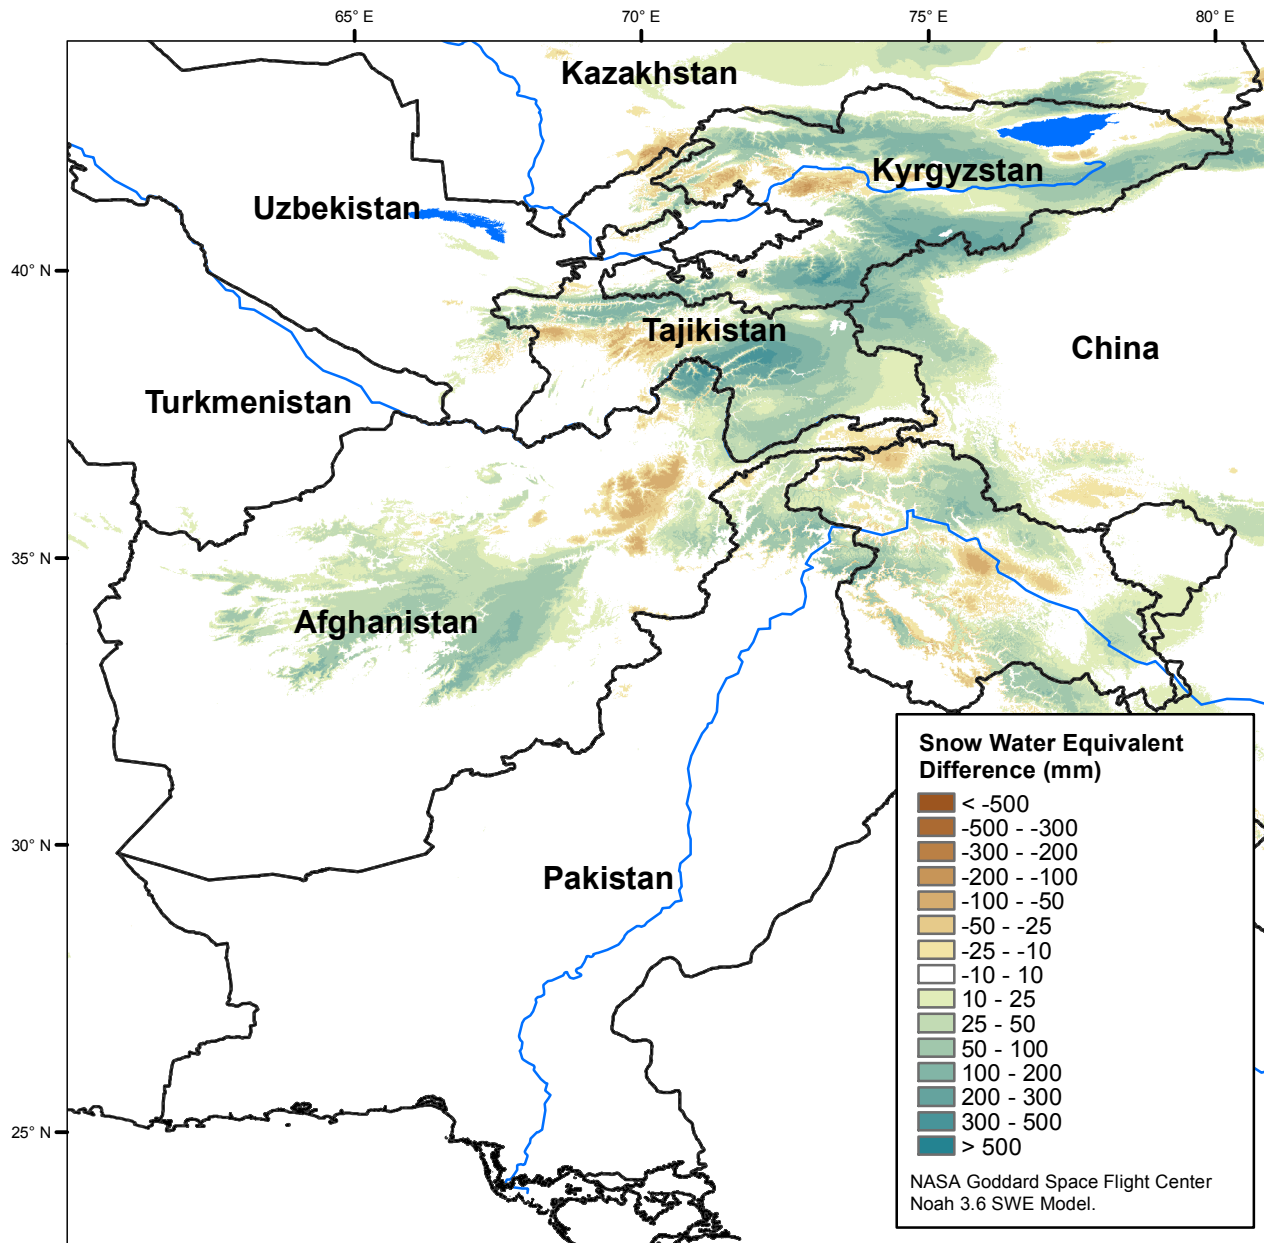 65° E
70° E
75° E
80° E
Kazakhstan
Kyrgyzstan
Uzbekistan
40° N
Tajikistan
China
Turkmenistan
35° N
Afghanistan
30° N
Pakistan
25° N
Snow Water Equivalent
Difference (mm)
< -500
-500 - -300
-300 - -200
-200 - -100
-100 - -50
-50 - -25
-25 - -10
-10 - 10
10 - 25
25 - 50
50 - 100
100 - 200
200 - 300
300 - 500
> 500
NASA Goddard Space Flight Center
Noah 3.6 SWE Model.